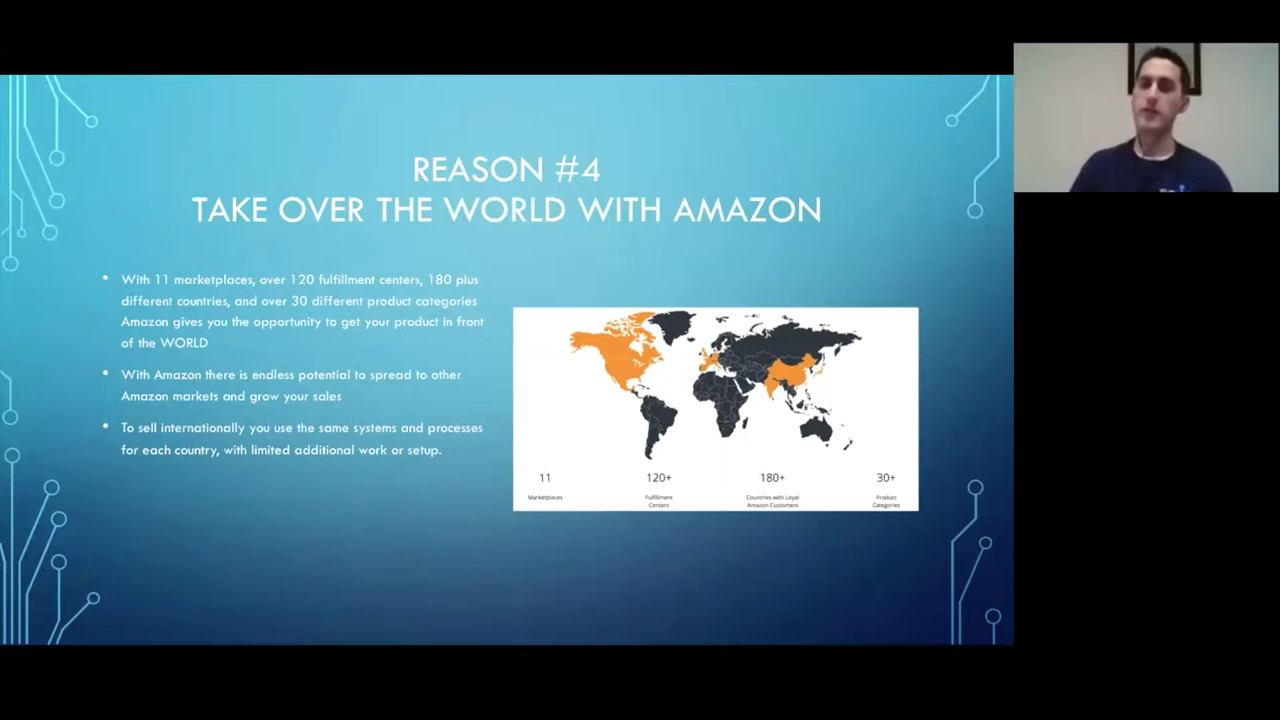 REASON #4
TAKE OVER THE WORLD WITH AMAZON
• With 11 marketplaces, over 120 fulfillment centers, 180 plus
different countries, and over 30 different product categories
Amazon gives you the opportunity to get your product in front
of the WORLD
• With Amazon there is endless potential to spread to other
Amazon markets and grow your sales
• To sell internationally you use the same systems and processes
for each country, with limited additional work or setup.
11
Marketplaces
120+
Fulfillment
Centers
180+
Countries with Loyal
Amazon Customers
30+
Product
Categories